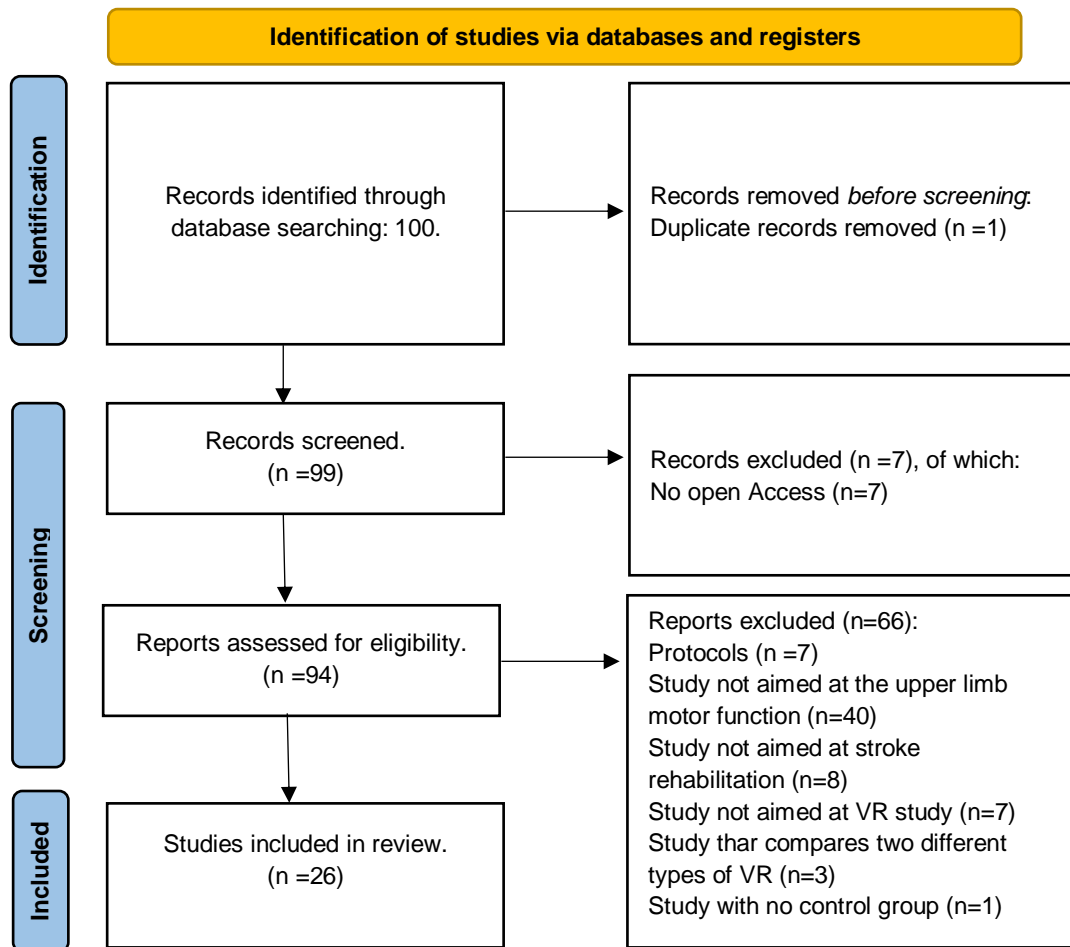 Identification of studies via databases and registers
Identification
Records identified through
database searching: 100.
Records removed before screening:
Duplicate records removed (n =1)
Screening
Records screened.
(n =99)
Records excluded (n =7), of which:
No open Access (n=7)
Reports assessed for eligibility.
(n =94)
Reports excluded (n=66):
Protocols (n =7)
Study not aimed at the upper limb
motor function (n=40)
Study not aimed at stroke
rehabilitation (n=8)
Study not aimed at VR study (n=7)
Study thar compares two different
types of VR (n=3)
Study with no control group (n=1)
Included
Studies included in review.
(n =26)